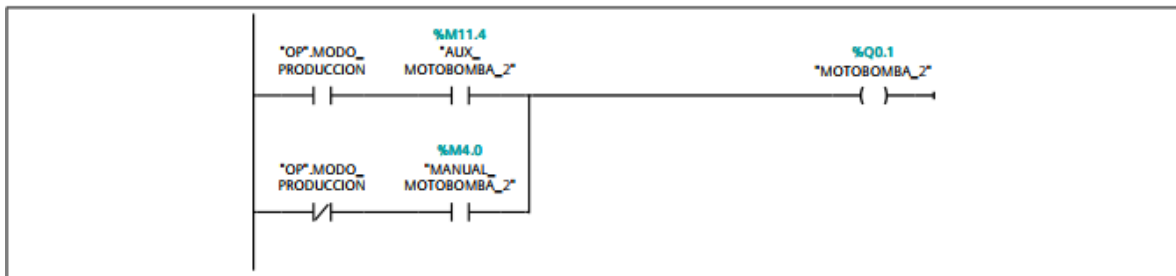 %M11.4
"OP".MODO_ "AUX_
PRODUCCION MOTOBOMBA_2"
%Q0.1
"MOTOBOMBA_2"
%M4.0
"OP".MODO_ "MANUAL_
PRODUCCION MOTOBOMBA_2"